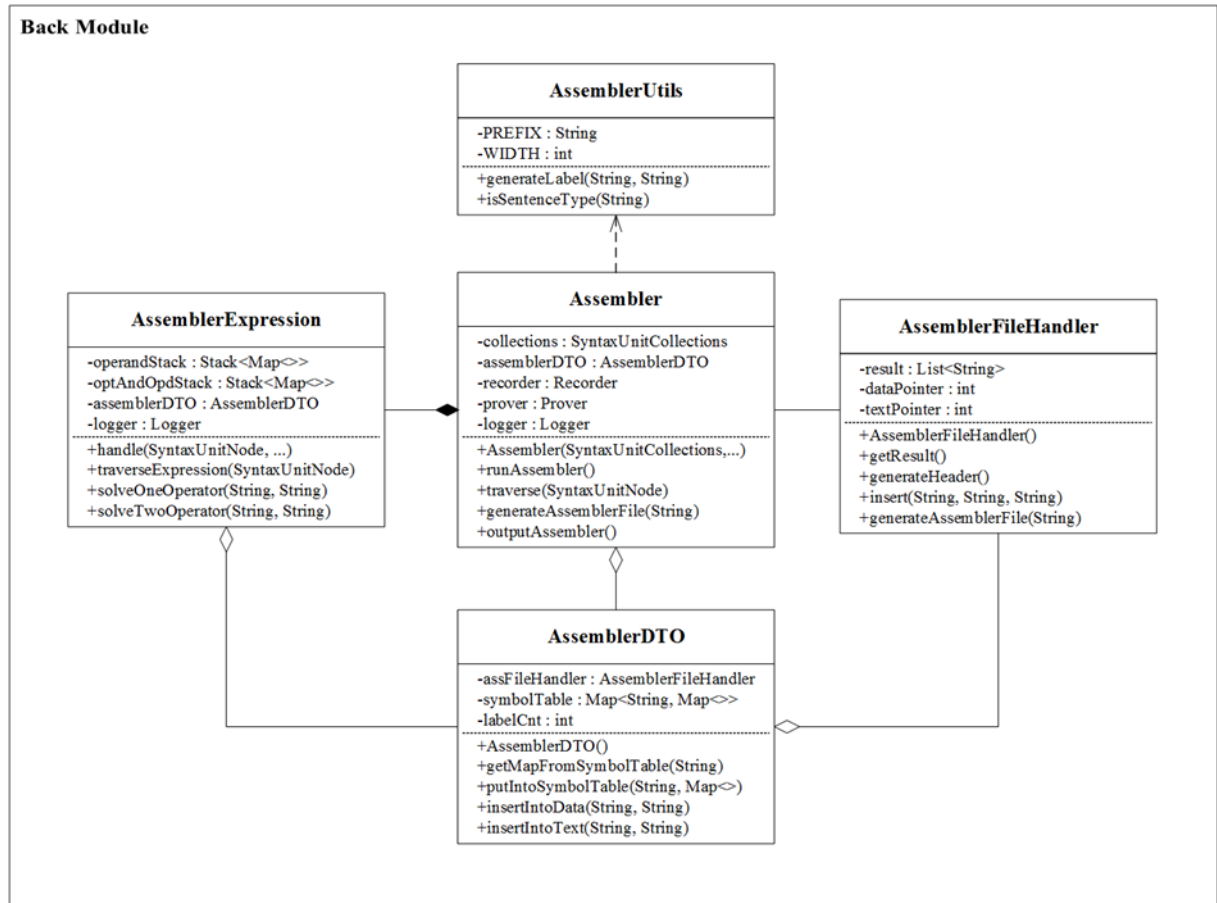 Back Module
AssemblerUtils
-PREFIX : String
-WIDTH : int
+generateLabel(String, String)
+isSentenceType(String)
AssemblerExpression
-operandStack : Stack<Map<>>
-optAndOpdStack : Stack<Map<>>
-assemblerDTO : AssemblerDTO
-logger : Logger
+handle(SyntaxUnitNode, ...)
+traverseExpression(SyntaxUnitNode)
+solveOneOperator(String, String)
+solveTwoOperator(String, String)
Assembler
-collections : SyntaxUnitCollections
-assemblerDTO : AssemblerDTO
-recorder : Recorder
-prover : Prover
-logger : Logger
+Assembler(SyntaxUnitCollections,...)
+runAssembler()
+traverse(SyntaxUnitNode)
+generateAssemblerFile(String)
+outputAssembler()
AssemblerFileHandler
-result : List<String>
-dataPointer : int
-textPointer : int
+AssemblerFileHandler()
+getResult()
+generateHeader()
+insert(String, String, String)
+generateAssemblerFile(String)
AssemblerDTO
-assFileHandler : AssemblerFileHandler
-symbolTable : Map<String, Map<>>
-labelCnt : int
+AssemblerDTO()
+getMapFromSymbolTable(String)
+putIntoSymbolTable(String, Map<>)
+insertIntoData(String, String)
+insertIntoText(String, String)